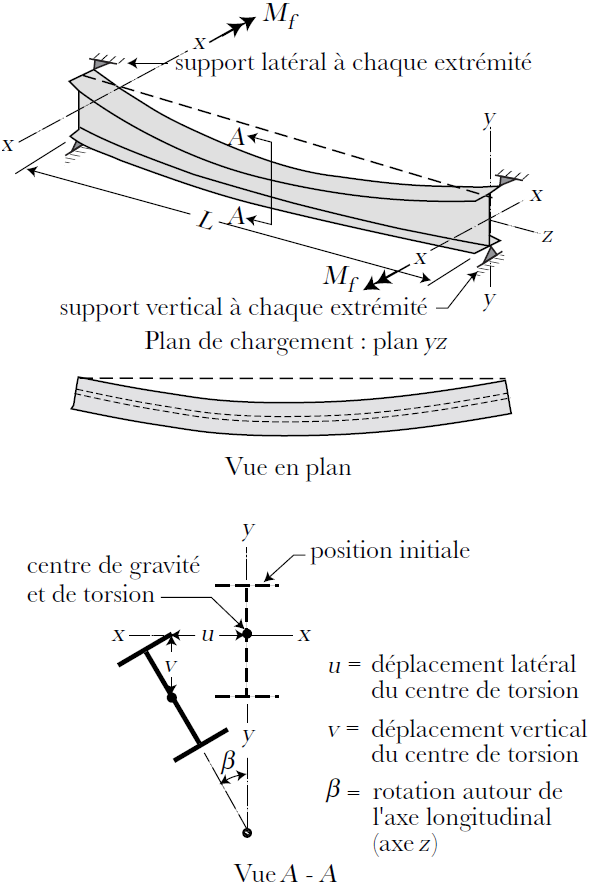 M_f
x
support latéral à chaque extrémité
x
A
y
x
A
L
z
x
M_f
y
support vertical à chaque extrémité
Plan de chargement : plan yz
Vue en plan
y
position initiale
centre de gravité
et de torsion
x
u
x
v
y
β
u = déplacement latéral
du centre de torsion
v = déplacement vertical
du centre de torsion
β = rotation autour de
l'axe longitudinal
(axe z)
Vue A - A